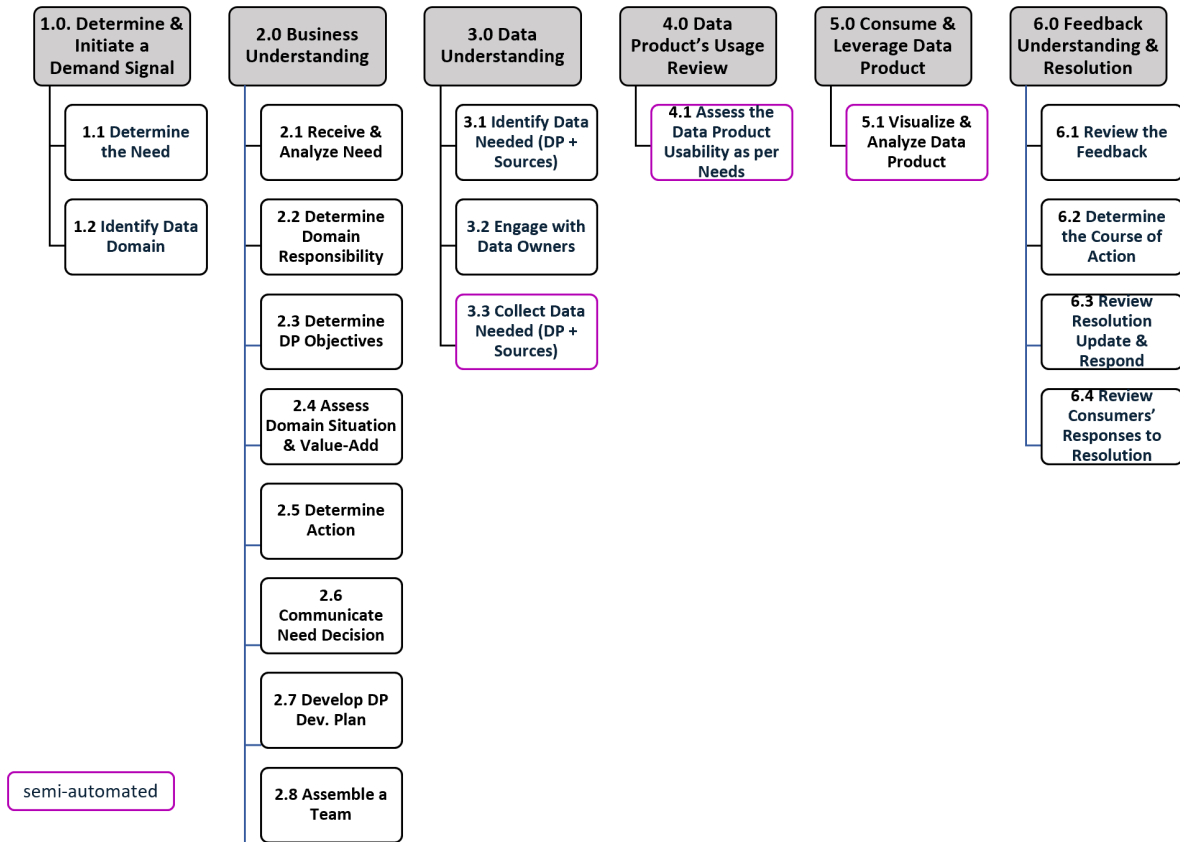 1.0. Determine &
Initiate a
Demand Signal
1.1 Determine
the Need
1.2 Identify Data
Domain
2.0 Business
Understanding
2.1 Receive &
Analyze Need
2.2 Determine
Domain
Responsibility
2.3 Determine
DP Objectives
2.4 Assess
Domain Situation
& Value-Add
2.5 Determine
Action
2.6
Communicate
Need Decision
2.7 Develop DP
Dev. Plan
2.8 Assemble a
Team
3.0 Data
Understanding
3.1 Identify Data
Needed (DP +
Sources)
3.2 Engage with
Data Owners
3.3 Collect Data
Needed (DP +
Sources)
4.0 Data
Product’s Usage
Review
4.1 Assess the
Data Product
Usability as per
Needs
5.0 Consume &
Leverage Data
Product
5.1 Visualize &
Analyze Data
Product
6.0 Feedback
Understanding &
Resolution
6.1 Review the
Feedback
6.2 Determine
the Course of
Action
6.3 Review
Resolution
Update &
Respond
6.4 Review
Consumers’
Responses to
Resolution
semi-automated